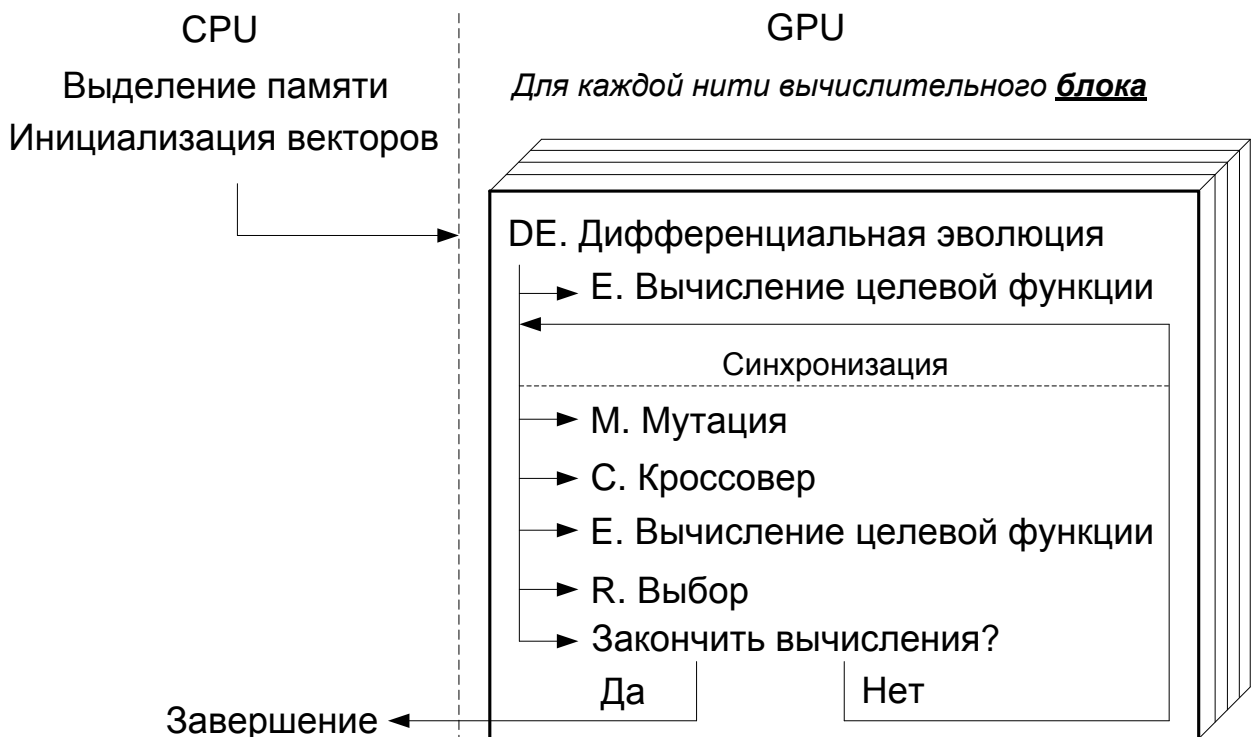 CPU
Выделение памяти
Инициализация векторов
GPU
Для каждой нити вычислительного блока
DE. Дифференциальная эволюция
E. Вычисление целевой функции
Синхронизация
M. Мутация
C. Кроссовер
E. Вычисление целевой функции
R. Выбор
Закончить вычисления?
Да
Нет
Завершение